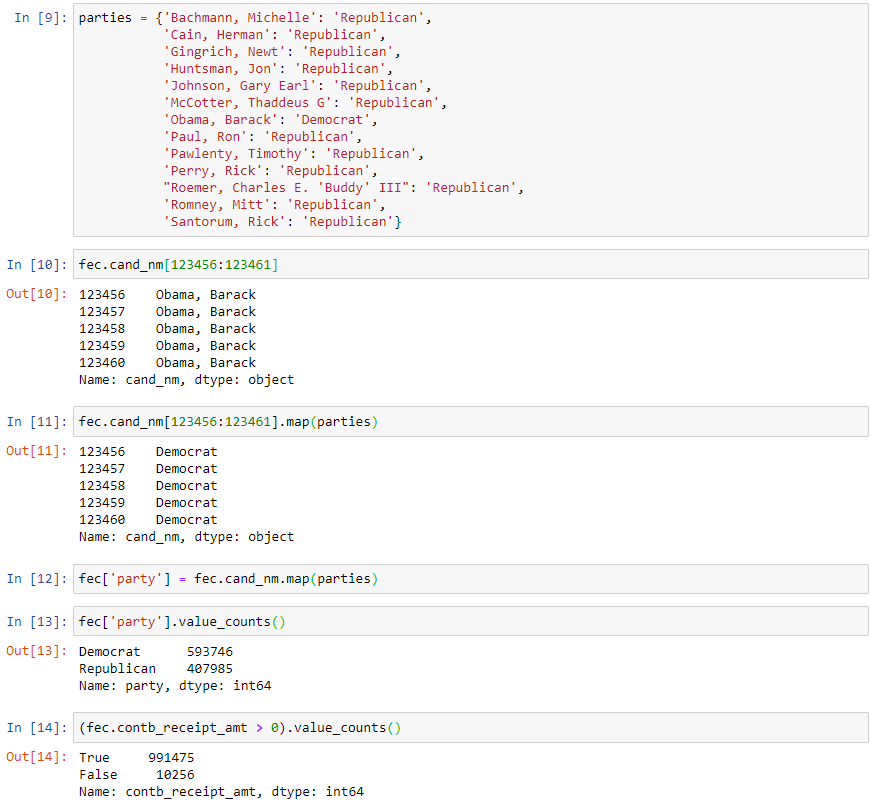 In [9]: parties = {'Bachmann, Michelle': 'Republican',
           'Cain, Herman': 'Republican',
           'Gingrich, Newt': 'Republican',
           'Huntsman, Jon': 'Republican',
           'Johnson, Gary Earl': 'Republican',
           'McCotter, Thaddeus G': 'Republican',
           'Obama, Barack': 'Democrat',
           'Paul, Ron': 'Republican',
           'Pawlenty, Timothy': 'Republican',
           'Perry, Rick': 'Republican',
           "Roemer, Charles E. 'Buddy' III": 'Republican',
           'Romney, Mitt': 'Republican',
           'Santorum, Rick': 'Republican'}
In [10]: fec.cand_nm[123456:123461]
Out[10]: 123456    Obama, Barack
123457    Obama, Barack
123458    Obama, Barack
123459    Obama, Barack
123460    Obama, Barack
Name: cand_nm, dtype: object
In [11]: fec.cand_nm[123456:123461].map(parties)
Out[11]: 123456    Democrat
123457    Democrat
123458    Democrat
123459    Democrat
123460    Democrat
Name: cand_nm, dtype: object
In [12]: fec['party'] = fec.cand_nm.map(parties)
In [13]: fec['party'].value_counts()
Out[13]: Democrat      593746
Republican    407985
Name: party, dtype: int64
In [14]: (fec.contb_receipt_amt > 0).value_counts()
Out[14]: True     991475
False     10256
Name: contb_receipt_amt, dtype: int64